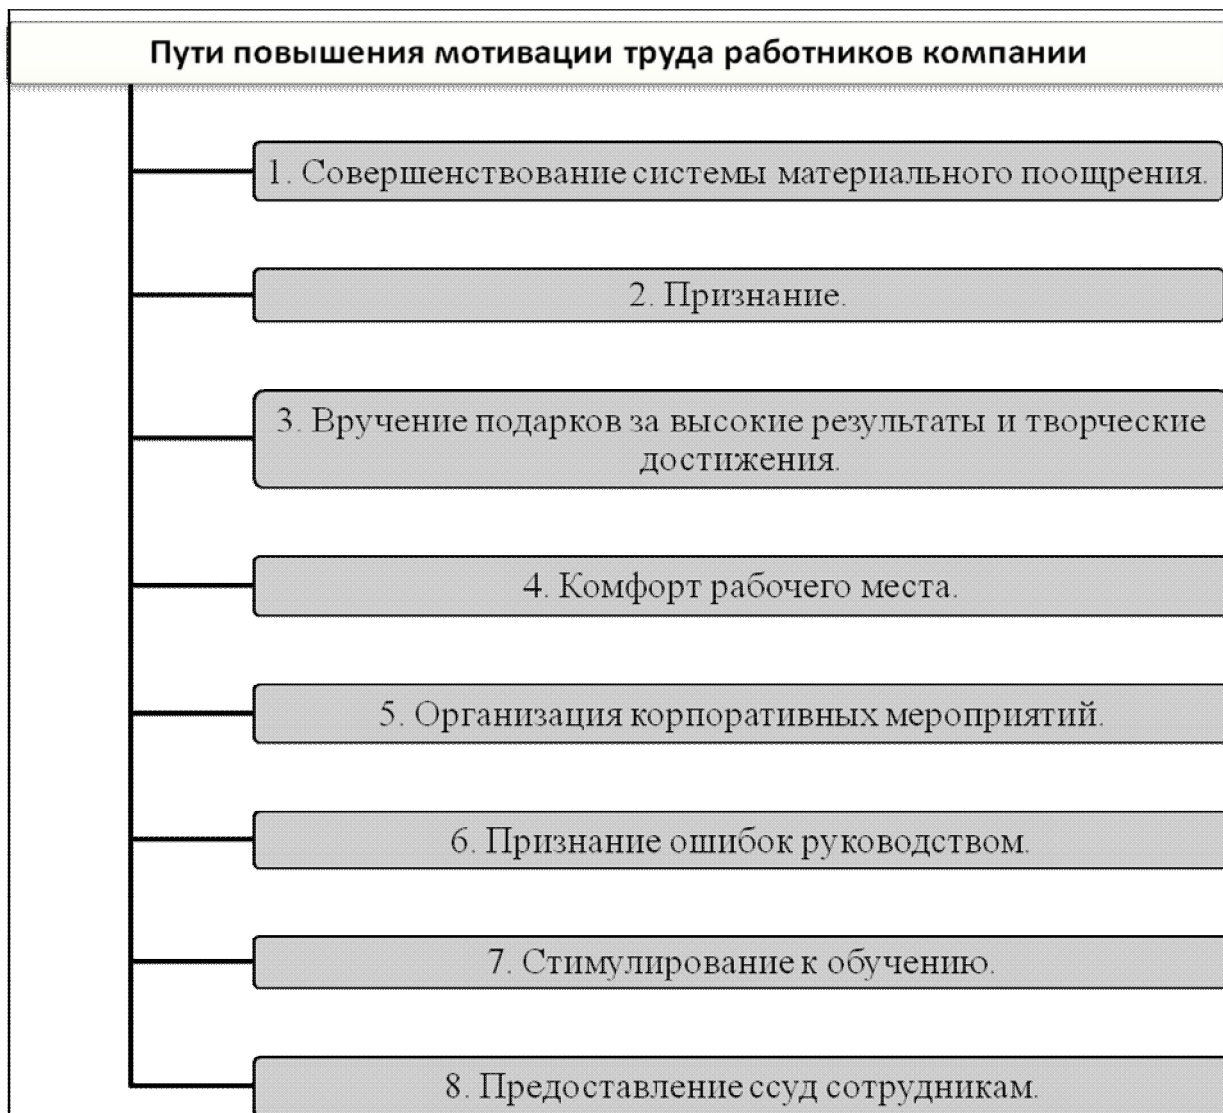 Пути повышения мотивации труда работников компании
1. Совершенствование системы материального поощрения.
2. Признание.
3. Вручение подарков за высокие результаты и творческие
достижения.
4. Комфорт рабочего места.
5. Организация корпоративных мероприятий.
6. Признание ошибок руководством.
7. Стимулирование к обучению.
8. Предоставление ссуд сотрудникам.